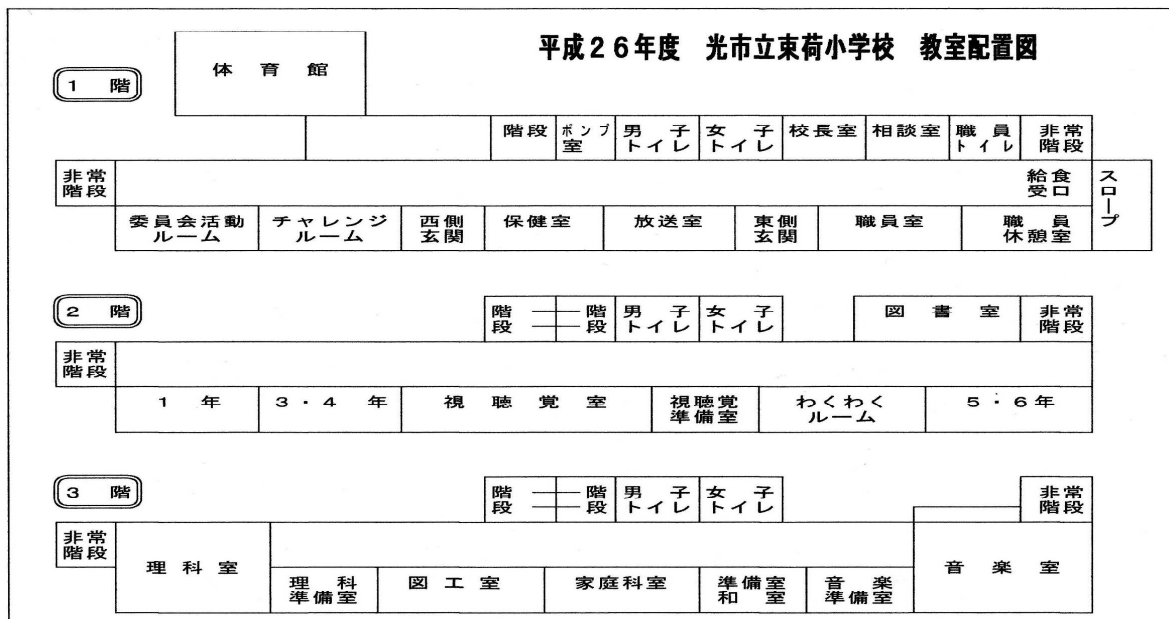 平成26年度 光市立束荷小学校 教室配置図
1 階
体 育 館
階段
ポンプ
室
男 子
トイレ
女 子
トイレ
校長室
相談室
職 員
トイレ
非常
階段
非常
階段
給食
受口
スロープ
委員会活動
ルーム
チャレンジ
ルーム
西側
玄関
保健室
放送室
東側
玄関
職員室
職 員
休憩室
2 階
階 階
段 段
男 子
トイレ
女 子
トイレ
図 書 室
非常
階段
非常
階段
1 年
3・4 年
視 聴 覚 室
視聴覚
準備室
わくわく
ルーム
5・6年
3 階
階 階
段 段
男 子
トイレ
女 子
トイレ
非常
階段
非常
階段
理 科 室
理 科
準備室
図 工 室
家庭科室
準備室
和 室
音 楽
準備室
音 楽 室